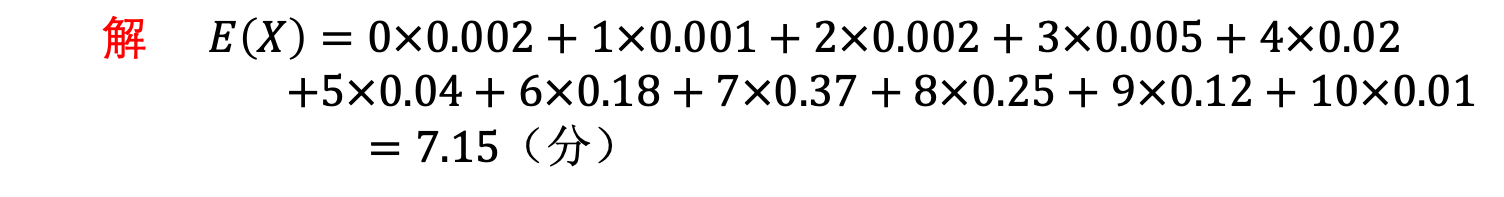 解 E(X) = 0×0.002 + 1×0.001 + 2×0.002 + 3×0.005 + 4×0.02
+5×0.04 + 6×0.18 + 7×0.37 + 8×0.25 + 9×0.12 + 10×0.01
= 7.15（分）